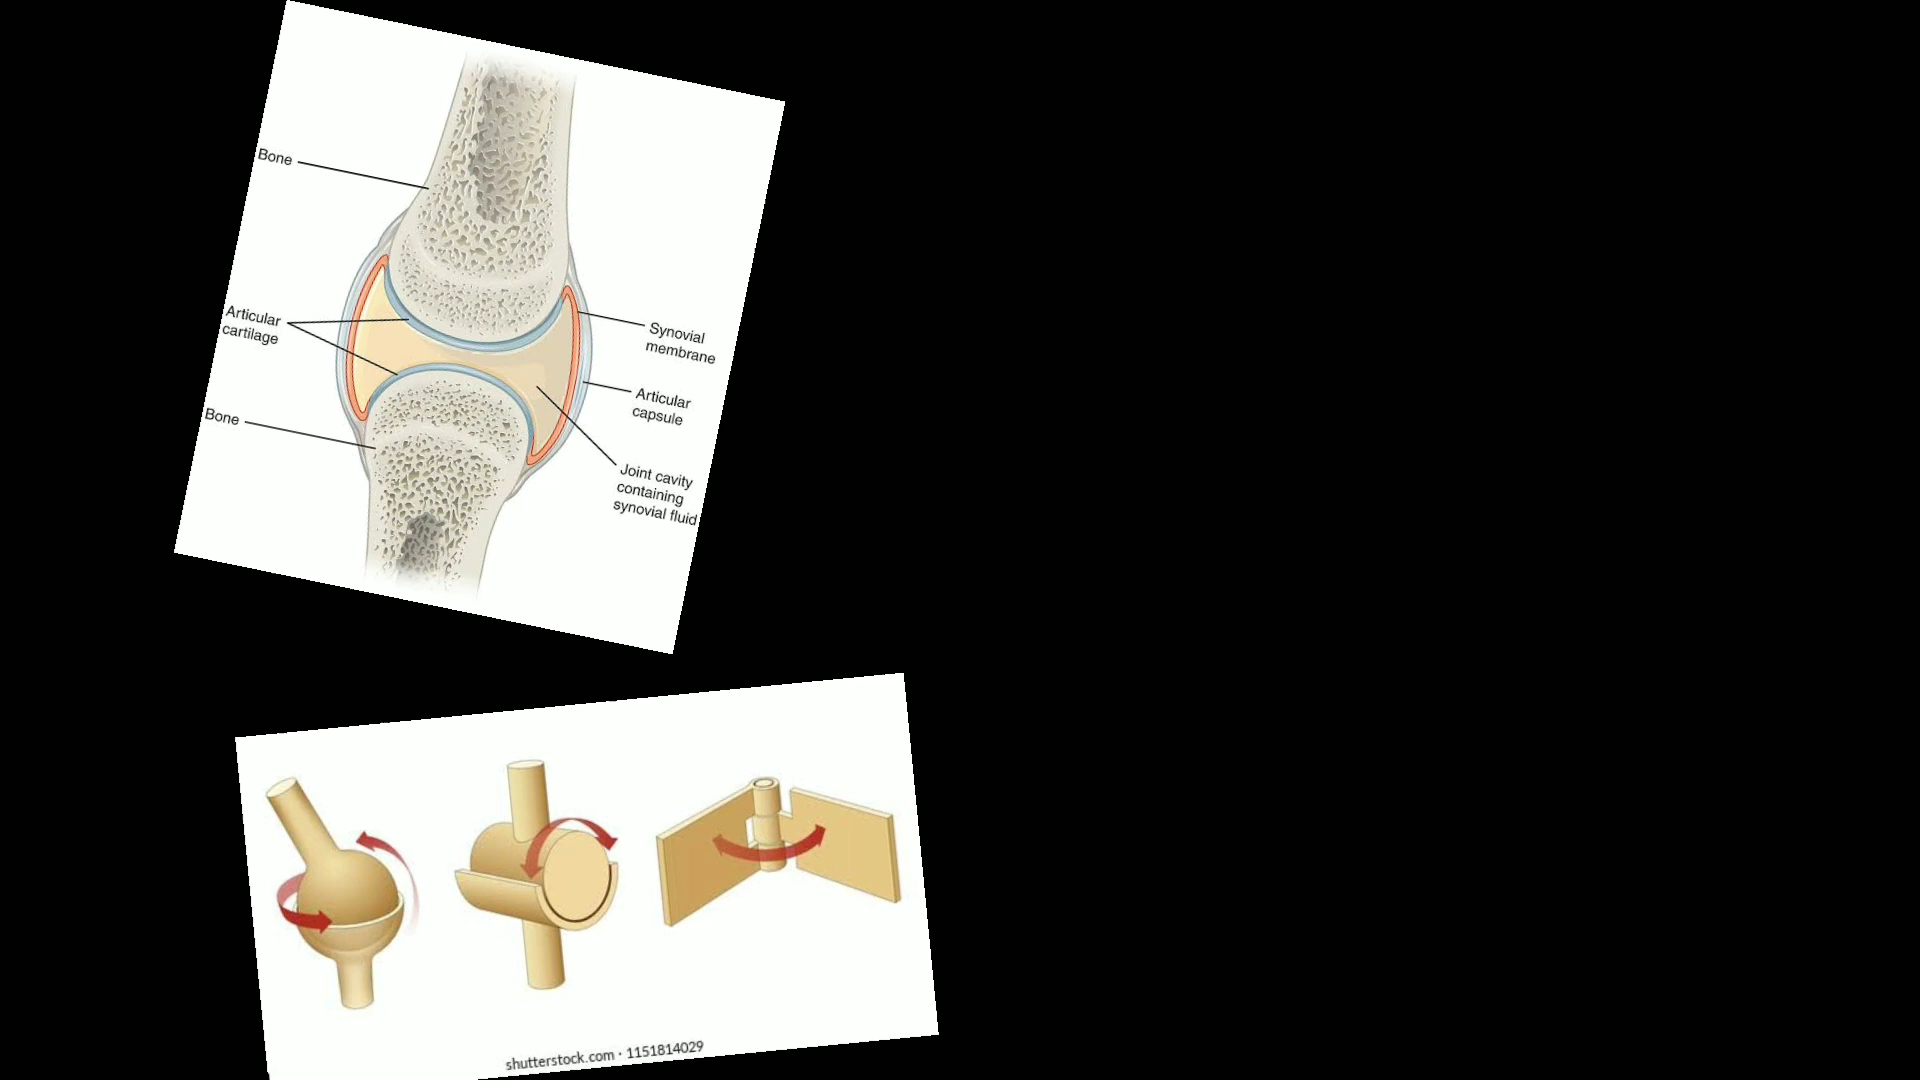 Bone
Articular
cartilage
Bone
Synovial
membrane
Articular
capsule
Joint cavity
containing
synovial fluid
shutterstock.com · 1151814029